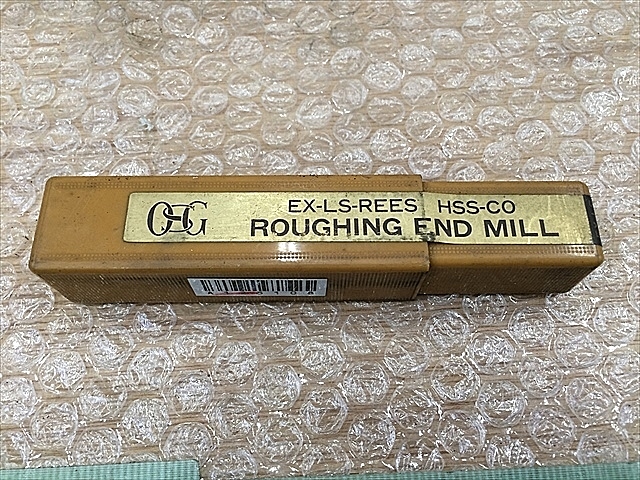 OSG
EX-LS-REES HSS-CO
ROUGHING END MILL